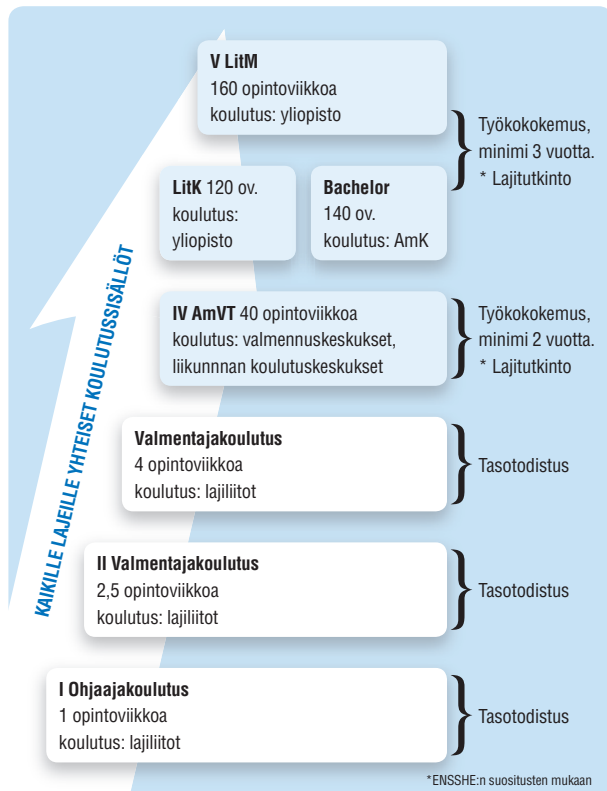 V LitM
160 opintoviikkoa
koulutus: yliopisto
Työkokokemus,
minimi 3 vuotta.
* Lajitutkinto
LitK 120 ov.
koulutus:
yliopisto
Bachelor
140 ov.
koulutus: AmK
IV AmVT 40 opintoviikkoa
koulutus: valmennuskeskukset,
liikunnnan koulutuskeskukset
Työkokokemus,
minimi 2 vuotta.
* Lajitutkinto
Valmentajakoulutus
4 opintoviikkoa
koulutus: lajiliitot
Tasotodistus
II Valmentajakoulutus
2,5 opintoviikkoa
koulutus: lajiliitot
Tasotodistus
I Ohjaajakoulutus
1 opintoviikkoa
koulutus: lajiliitot
Tasotodistus
KAIKILLE LAJEILLE YHTEISET KOULUTUSSISÄLLÖT
*ENSSHE:n suositusten mukaan